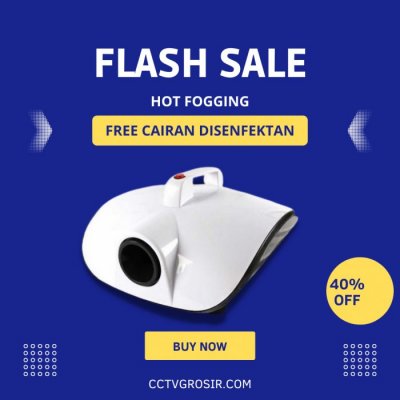 FLASH SALE
HOT FOGGING
FREE CAIRAN DISENFEKTAN
40%
OFF
BUY NOW
CCTVGROSIR.COM